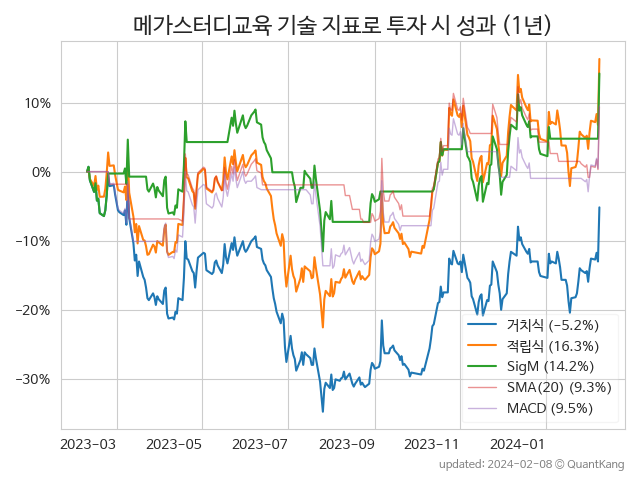 메가스터디교육 기술 지표로 투자 시 성과 (1년)
10%
0%
−10%
−20%
−30%
거치식 (−5.2%)
적립식 (16.3%)
SigM (14.2%)
SMA(20) (9.3%)
MACD (9.5%)
2023-03 2023-05 2023-07 2023-09 2023-11 2024-01
updated: 2024-02-08 ⓒ QuantKang